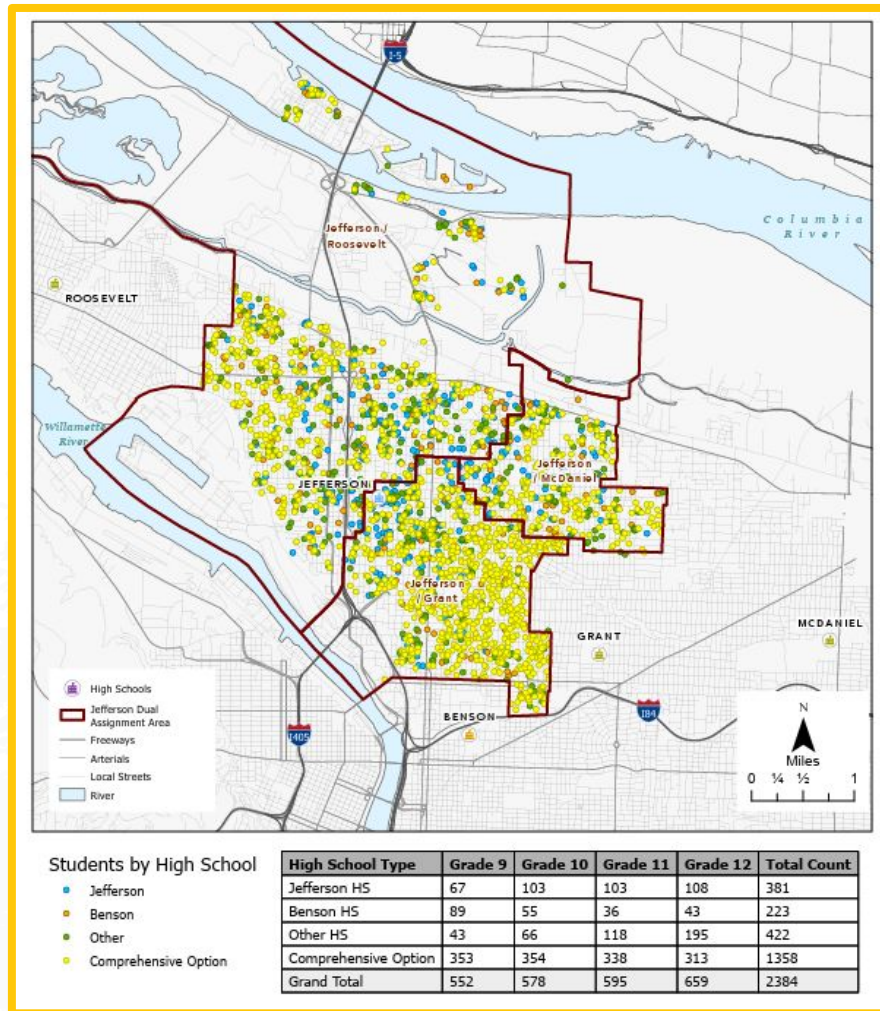 I-5
Columbia
River
Jefferson /
Roosevelt
ROOSEVELT
Willamette
River
Jefferson
/ McDaniel
JEFFERSON
Jefferson
/ Grant
GRANT
MCDANIEL
BENSON
I84
I405
High Schools
Jefferson Dual
Assignment Area
Freeways
Arterials
Local Streets
River
N
Miles
0 ¼ ½ 1
Students by High School
Jefferson
Benson
Other
Comprehensive Option
High School Type Grade 9 Grade 10 Grade 11 Grade 12 Total Count
Jefferson HS 67 103 103 108 381
Benson HS 89 55 36 43 223
Other HS 43 66 118 195 422
Comprehensive Option 353 354 338 313 1358
Grand Total 552 578 595 659 2384